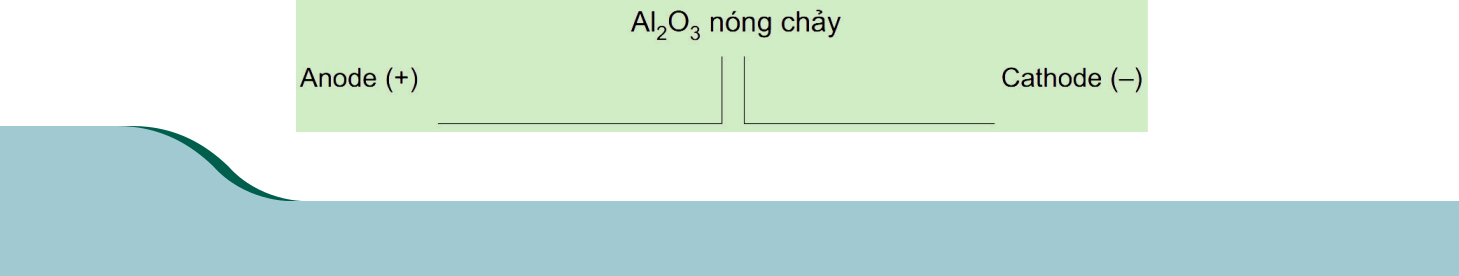 Al₂O₃ nóng chảy
Anode (+)
Cathode (–)